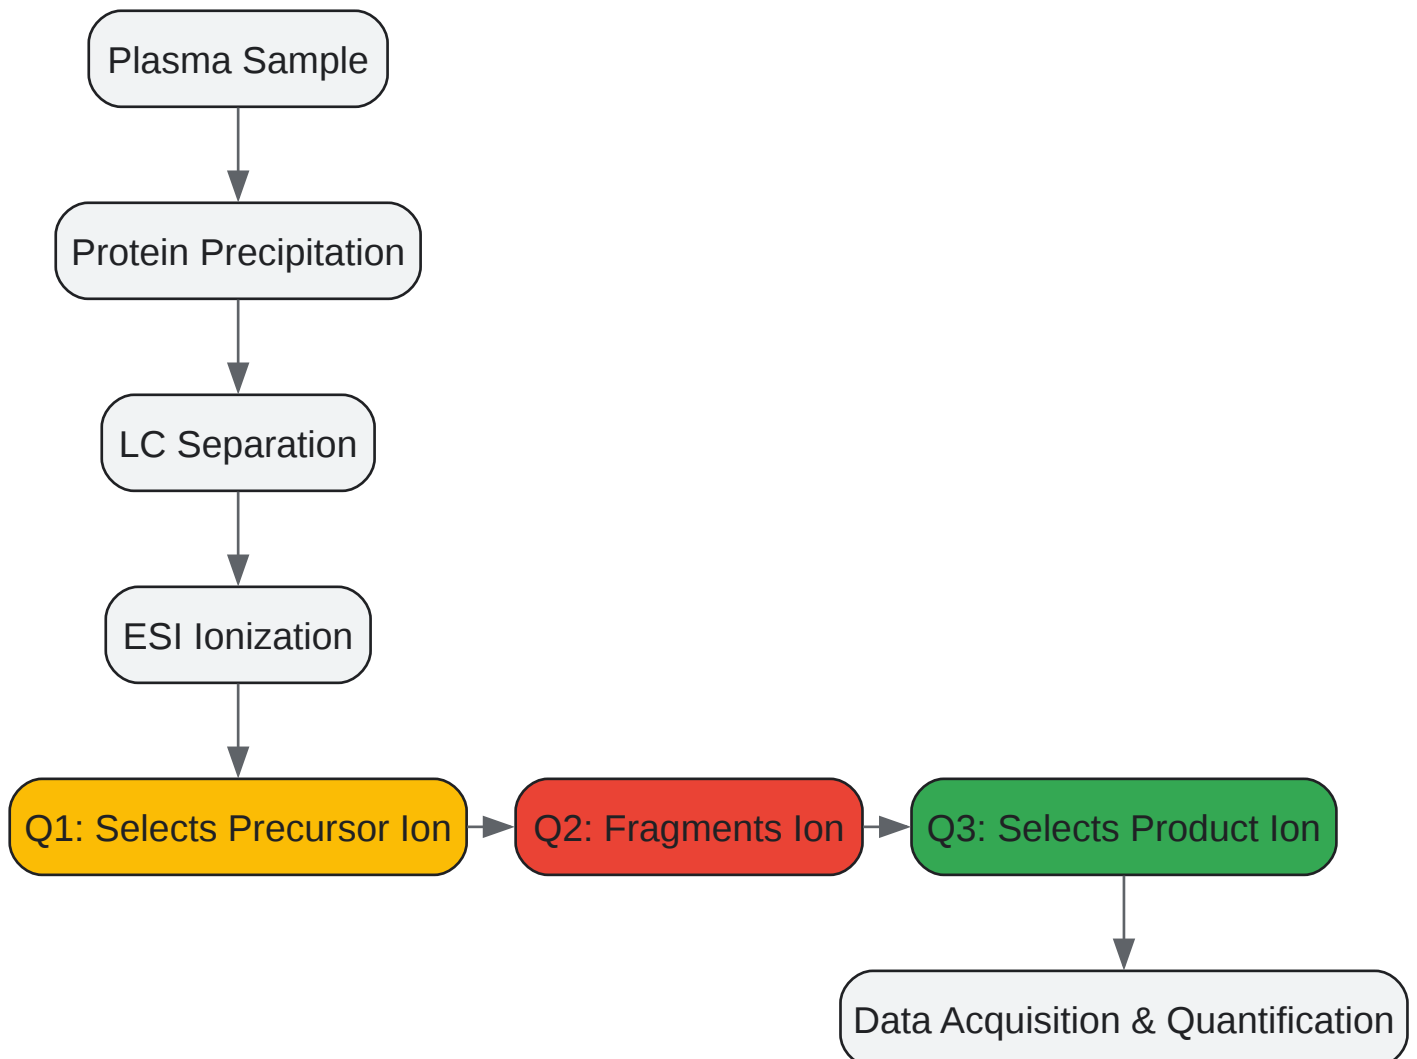 Plasma Sample
Protein Precipitation
LC Separation
ESI Ionization
Q1: Selects Precursor Ion
Q2: Fragments Ion
Q3: Selects Product Ion
Data Acquisition & Quantification